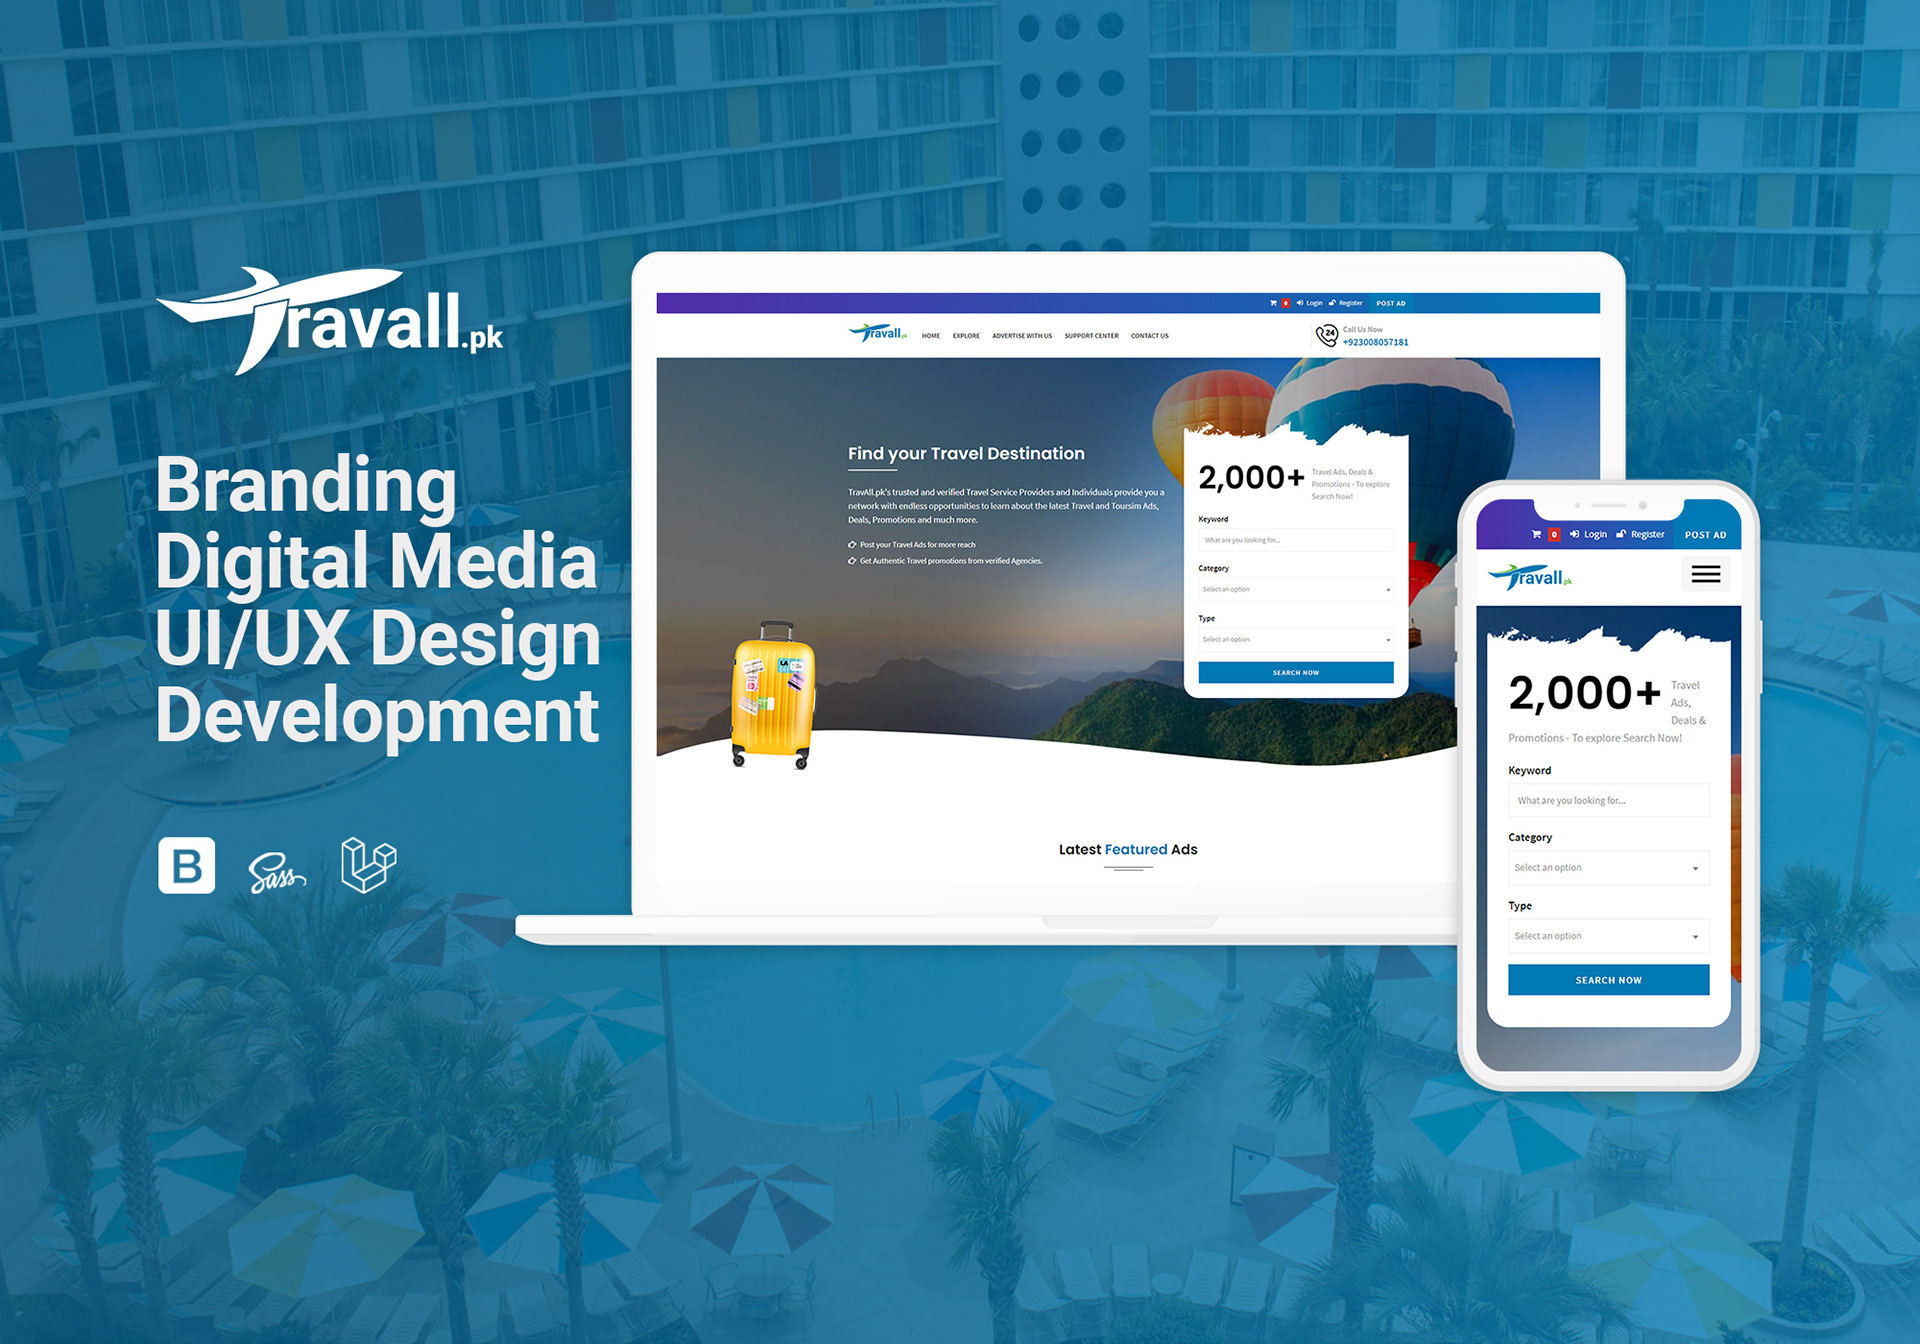 Travall.pk
Branding
Digital Media
UI/UX Design
Development
B
Sass
0 Login Register POST AD
Travall.pk HOME EXPLORE ADVERTISE WITH US SUPPORT CENTER CONTACT US
24 Call Us Now
+923008057181
Find your Travel Destination
TravAll.pk's trusted and verified Travel Service Providers and Individuals provide you a
network with endless opportunities to learn about the latest Travel and Toursim Ads,
Deals, Promotions and much more.
Post your Travel Ads for more reach
Get Authentic Travel promotions from verified Agencies.
LA
2,000+ Travel Ads, Deals &
Promotions - To explore
Search Now!
Keyword
What are you looking for...
Category
Select an option
Type
Select an option
SEARCH NOW
Latest Featured Ads
0 Login Register POST AD
Travall.pk
2,000+ Travel
Ads,
Deals &
Promotions - To explore Search Now!
Keyword
What are you looking for...
Category
Select an option
Type
Select an option
SEARCH NOW